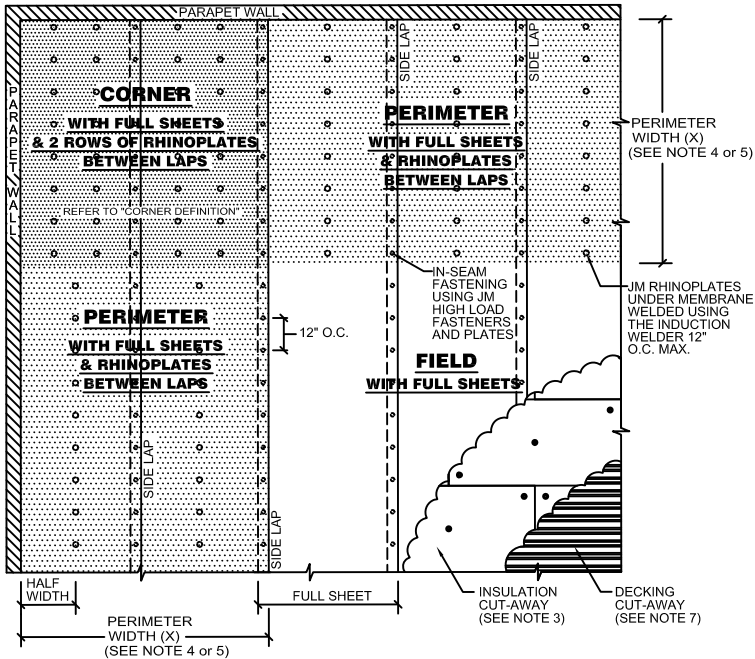 PARAPET WALL
PARAPET WALL
SIDE LAP
SIDE LAP
CORNER
WITH FULL SHEETS
& 2 ROWS OF RHINOPLATES
BETWEEN LAPS
REFER TO "CORNER DEFINITION"
PERIMETER
WITH FULL SHEETS
& RHINOPLATES
BETWEEN LAPS
PERIMETER
WIDTH (X)
(SEE NOTE 4 or 5)
IN-SEAM
FASTENING
USING JM
HIGH LOAD
FASTENERS
AND PLATES
JM RHINOPLATES
UNDER MEMBRANE
WELDED USING
THE INDUCTION
WELDER 12"
O.C. MAX.
PERIMETER
WITH FULL SHEETS
& RHINOPLATES
BETWEEN LAPS
12" O.C.
FIELD
WITH FULL SHEETS
SIDE LAP
SIDE LAP
HALF
WIDTH
FULL SHEET
PERIMETER
WIDTH (X)
(SEE NOTE 4 or 5)
INSULATION
CUT-AWAY
(SEE NOTE 3)
DECKING
CUT-AWAY
(SEE NOTE 7)